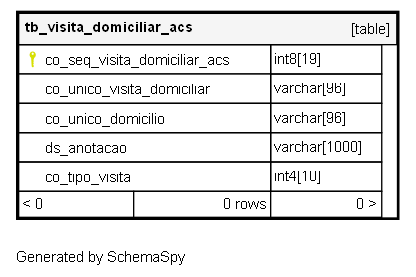 tb_visita_domiciliar_acs [table]
co_seq_visita_domiciliar_acs int8[19]
co_unico_visita_domiciliar varchar[96]
co_unico_domicilio varchar[96]
ds_anotacao varchar[1000]
co_tipo_visita int4[10]
< 0 0 rows 0 >
Generated by SchemaSpy